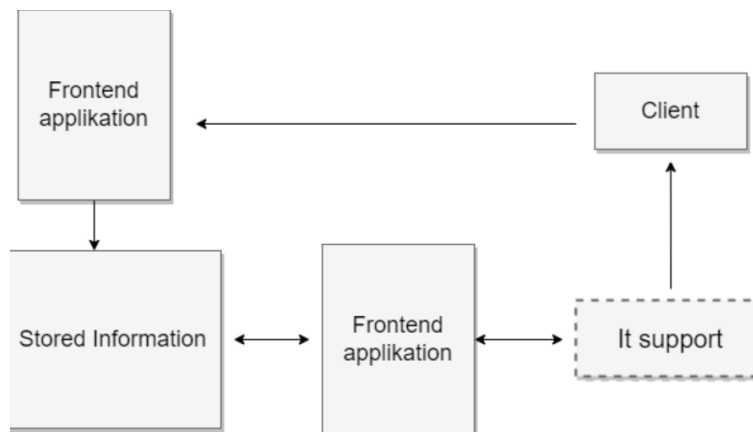 Frontend
applikation
Client
Stored Information
Frontend
applikation
It support